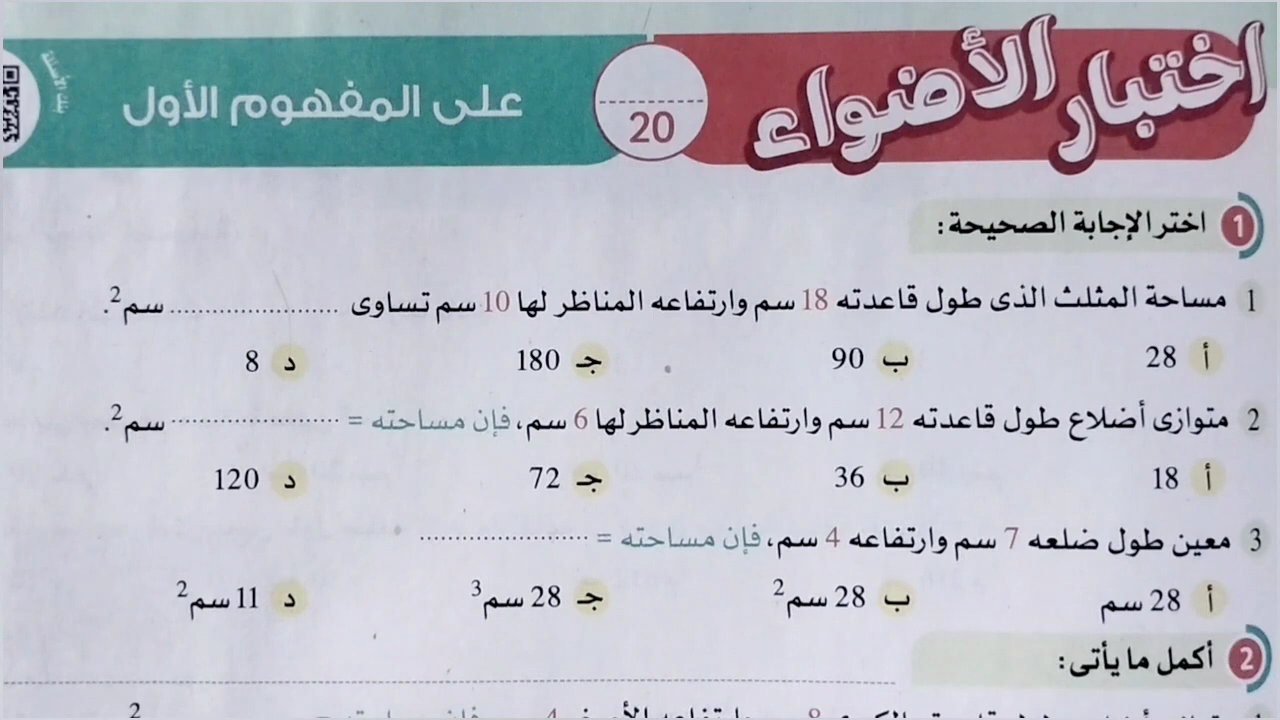 اختبار الأضواء
20
على المفهوم الأول
بنك الأسئلة
1 اختر الإجابة الصحيحة:
1 مساحة المثلث الذى طول قاعدته 18 سم وارتفاعه المناظر لها 10 سم تساوى ...................... سم².
أ 28 ب 90 جـ 180 د 8
2 متوازى أضلاع طول قاعدته 12 سم وارتفاعه المناظر لها 6 سم، فإن مساحته = ...................... سم².
أ 18 ب 36 جـ 72 د 120
3 معين طول ضلعه 7 سم وارتفاعه 4 سم، فإن مساحته = ......................
أ 28 سم ب 28 سم² جـ 28 سم³ د 11 سم²
2 أكمل ما يأتى: